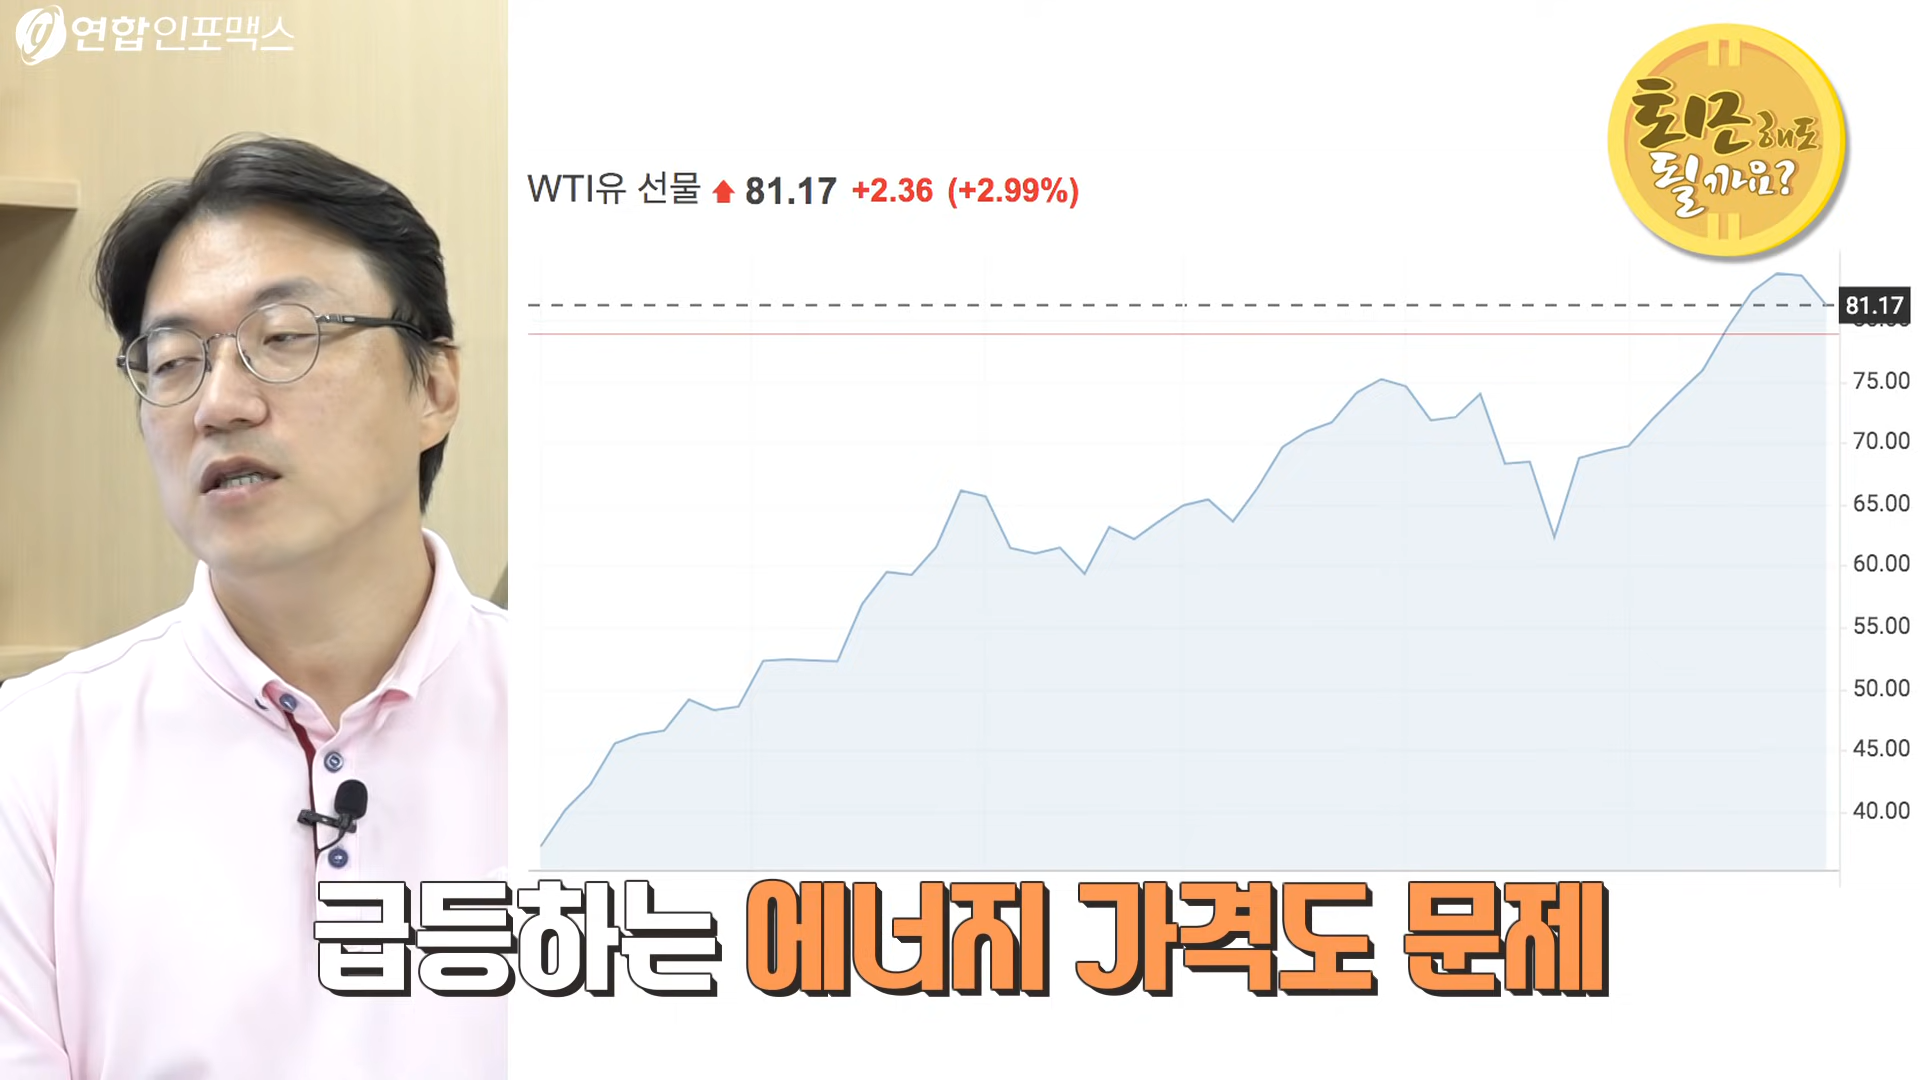 연합인포맥스
퇴근해도
될까요?
WTI유 선물 81.17 +2.36 (+2.99%)
81.17
75.00
70.00
65.00
60.00
55.00
50.00
45.00
40.00
급등하는 에너지 가격도 문제